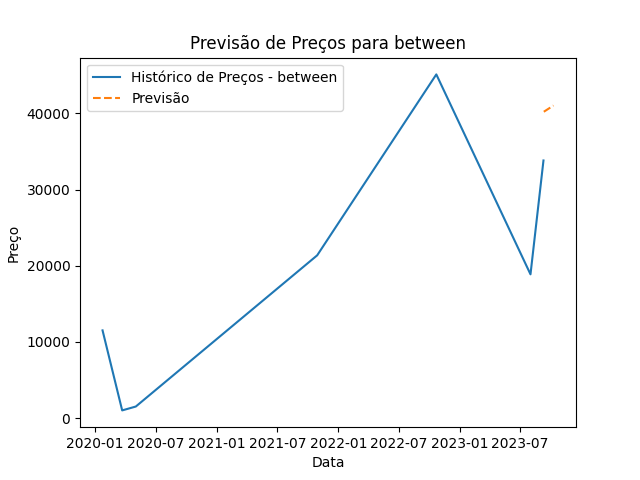 Previsão de Preços para between
Histórico de Preços - between
Previsão
40000
30000
20000
10000
0
Preço
2020-01 2020-07 2021-01 2021-07 2022-01 2022-07 2023-01 2023-07
Data